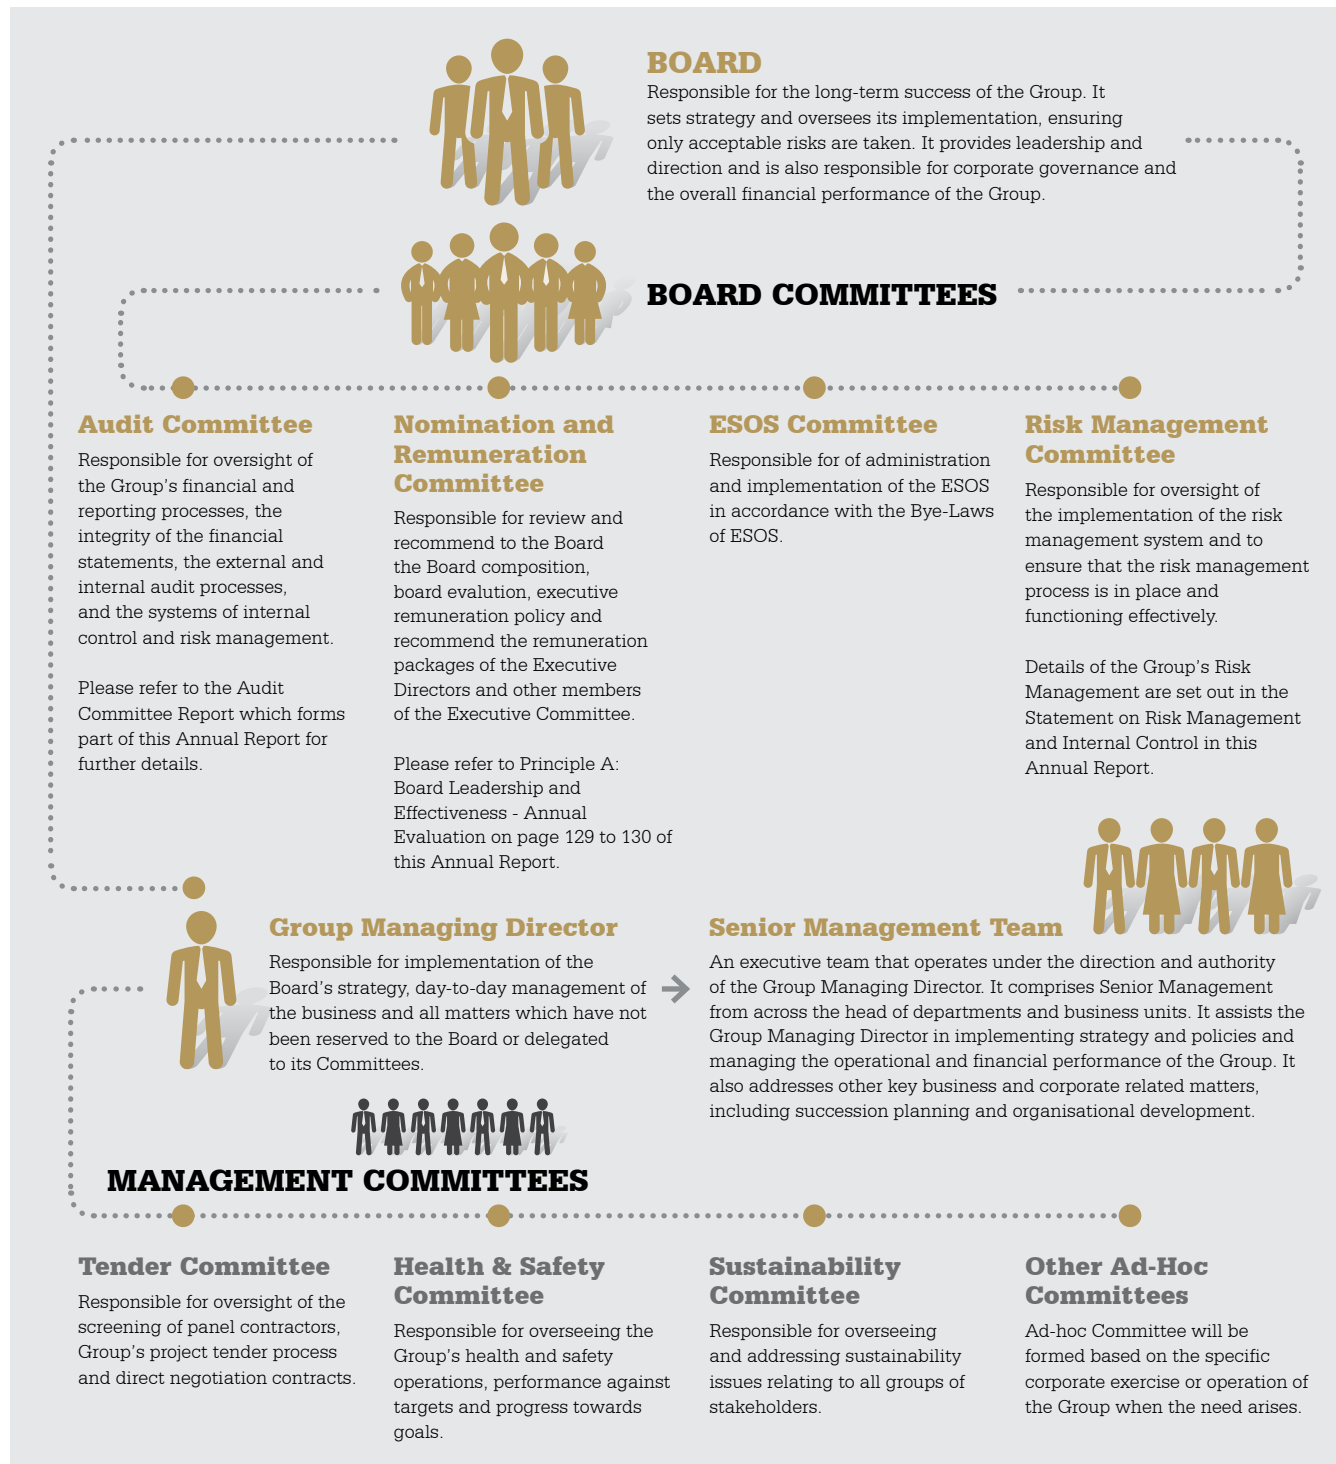 BOARD
Responsible for the long-term success of the Group. It
sets strategy and oversees its implementation, ensuring
only acceptable risks are taken. It provides leadership and
direction and is also responsible for corporate governance and
the overall financial performance of the Group.
BOARD COMMITTEES
Audit Committee
Responsible for oversight of
the Group's financial and
reporting processes, the
integrity of the financial
statements, the external and
internal audit processes,
and the systems of internal
control and risk management.
Please refer to the Audit
Committee Report which forms
part of this Annual Report for
further details.
Nomination and
Remuneration
Committee
Responsible for review and
recommend to the Board
the Board composition,
board evalution, executive
remuneration policy and
recommend the remuneration
packages of the Executive
Directors and other members
of the Executive Committee.
Please refer to Principle A:
Board Leadership and
Effectiveness - Annual
Evaluation on page 129 to 130 of
this Annual Report.
ESOS Committee
Responsible for of administration
and implementation of the ESOS
in accordance with the Bye-Laws
of ESOS.
Risk Management
Committee
Responsible for oversight of
the implementation of the risk
management system and to
ensure that the risk management
process is in place and
functioning effectively.
Details of the Group's Risk
Management are set out in the
Statement on Risk Management
and Internal Control in this
Annual Report.
Group Managing Director
Responsible for implementation of the
Board's strategy, day-to-day management of
the business and all matters which have not
been reserved to the Board or delegated
to its Committees.
Senior Management Team
An executive team that operates under the direction and authority
of the Group Managing Director. It comprises Senior Management
from across the head of departments and business units. It assists the
Group Managing Director in implementing strategy and policies and
managing the operational and financial performance of the Group. It
also addresses other key business and corporate related matters,
including succession planning and organisational development.
MANAGEMENT COMMITTEES
Tender Committee
Responsible for oversight of the
screening of panel contractors,
Group's project tender process
and direct negotiation contracts.
Health & Safety
Committee
Responsible for overseeing the
Group's health and safety
operations, performance against
targets and progress towards
goals.
Sustainability
Committee
Responsible for overseeing
and addressing sustainability
issues relating to all groups of
stakeholders.
Other Ad-Hoc
Committees
Ad-hoc Committee will be
formed based on the specific
corporate exercise or operation of
the Group when the need arises.